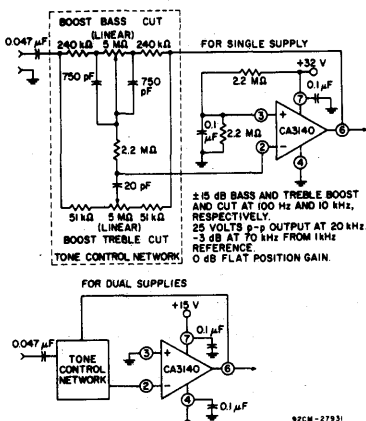 BOOST BASS CUT
(LINEAR)
0.047 µF
240 kΩ
5 MΩ
240 kΩ
FOR SINGLE SUPPLY
750 pF
750
pF
2.2 MΩ
+32 V
0.1 µF
7
0.1
µF
2.2 MΩ
3
+
CA3140
6
2
−
4
2.2 MΩ
20 pF
51 kΩ
5 MΩ
51 kΩ
(LINEAR)
BOOST TREBLE CUT
TONE CONTROL NETWORK
±15 dB BASS AND TREBLE BOOST
AND CUT AT 100 Hz AND 10 kHz,
RESPECTIVELY.
25 VOLTS p-p OUTPUT AT 20 kHz.
-3 dB AT 70 kHz FROM 1kHz
REFERENCE.
0 dB FLAT POSITION GAIN.
FOR DUAL SUPPLIES
+15 V
0.047 µF
0.1 µF
7
TONE
CONTROL
NETWORK
3
+
CA3140
6
2
−
4
0.1 µF
92CM-27931